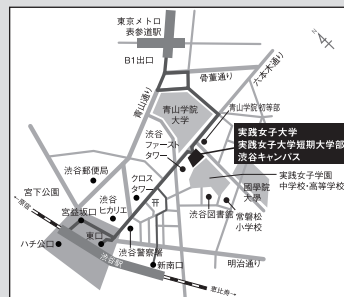 東京メトロ
表参道駅
B1出口
骨董通り
六本木通り
N
4
青山通り
青山学院
大学
青山学院初等部
渋谷
ファースト
タワー
実践女子大学
実践女子大学短期大学部
渋谷キャンパス
渋谷郵便局
クロス
タワー
実践女子学園
中学校・高等学校
國學院
大學
宮下公園
宮益坂口
渋谷
ヒカリエ
渋谷図書館
常磐松
小学校
←原宿
ハチ公口
東口
渋谷警察署
明治通り
渋谷駅
新南口
恵比寿→